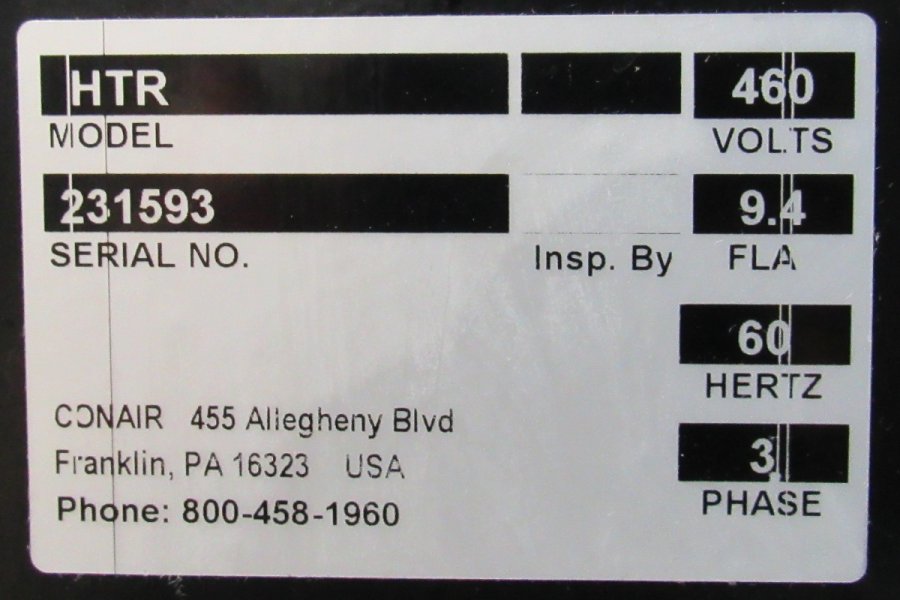 HTR 460
MODEL VOLTS
231593 9.4
SERIAL NO. Insp. By FLA
60
HERTZ
CONAIR 455 Allegheny Blvd
Franklin, PA 16323 USA
3
PHASE
Phone: 800-458-1960